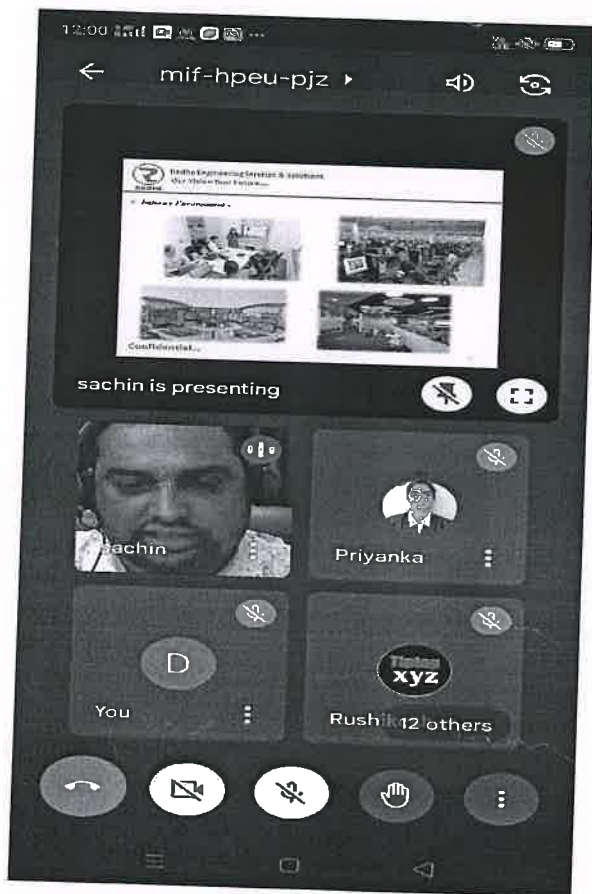 12:00
mif-hpeu-pjz
Radhe Engineering Services & Solutions
Our Vision Your Future...
Confidential...
sachin is presenting
sachin
Priyanka
D
You
xyz
Rush 12 others